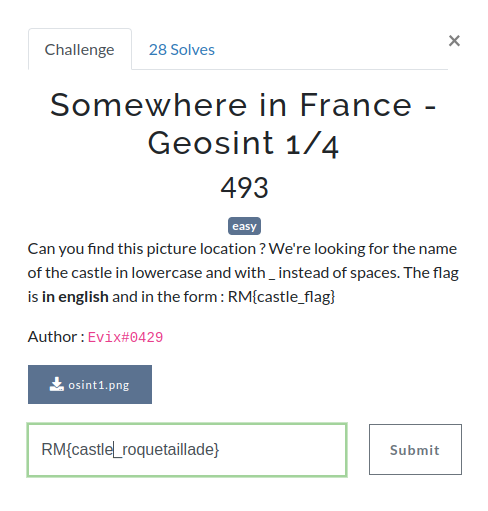 Challenge
28 Solves
×
Somewhere in France -
Geosint 1/4
493
easy
Can you find this picture location ? We're looking for the name
of the castle in lowercase and with _ instead of spaces. The flag
is in english and in the form : RM{castle_flag}
Author : Evix#0429
osint1.png
RM{castle_roquetaillade}
Submit